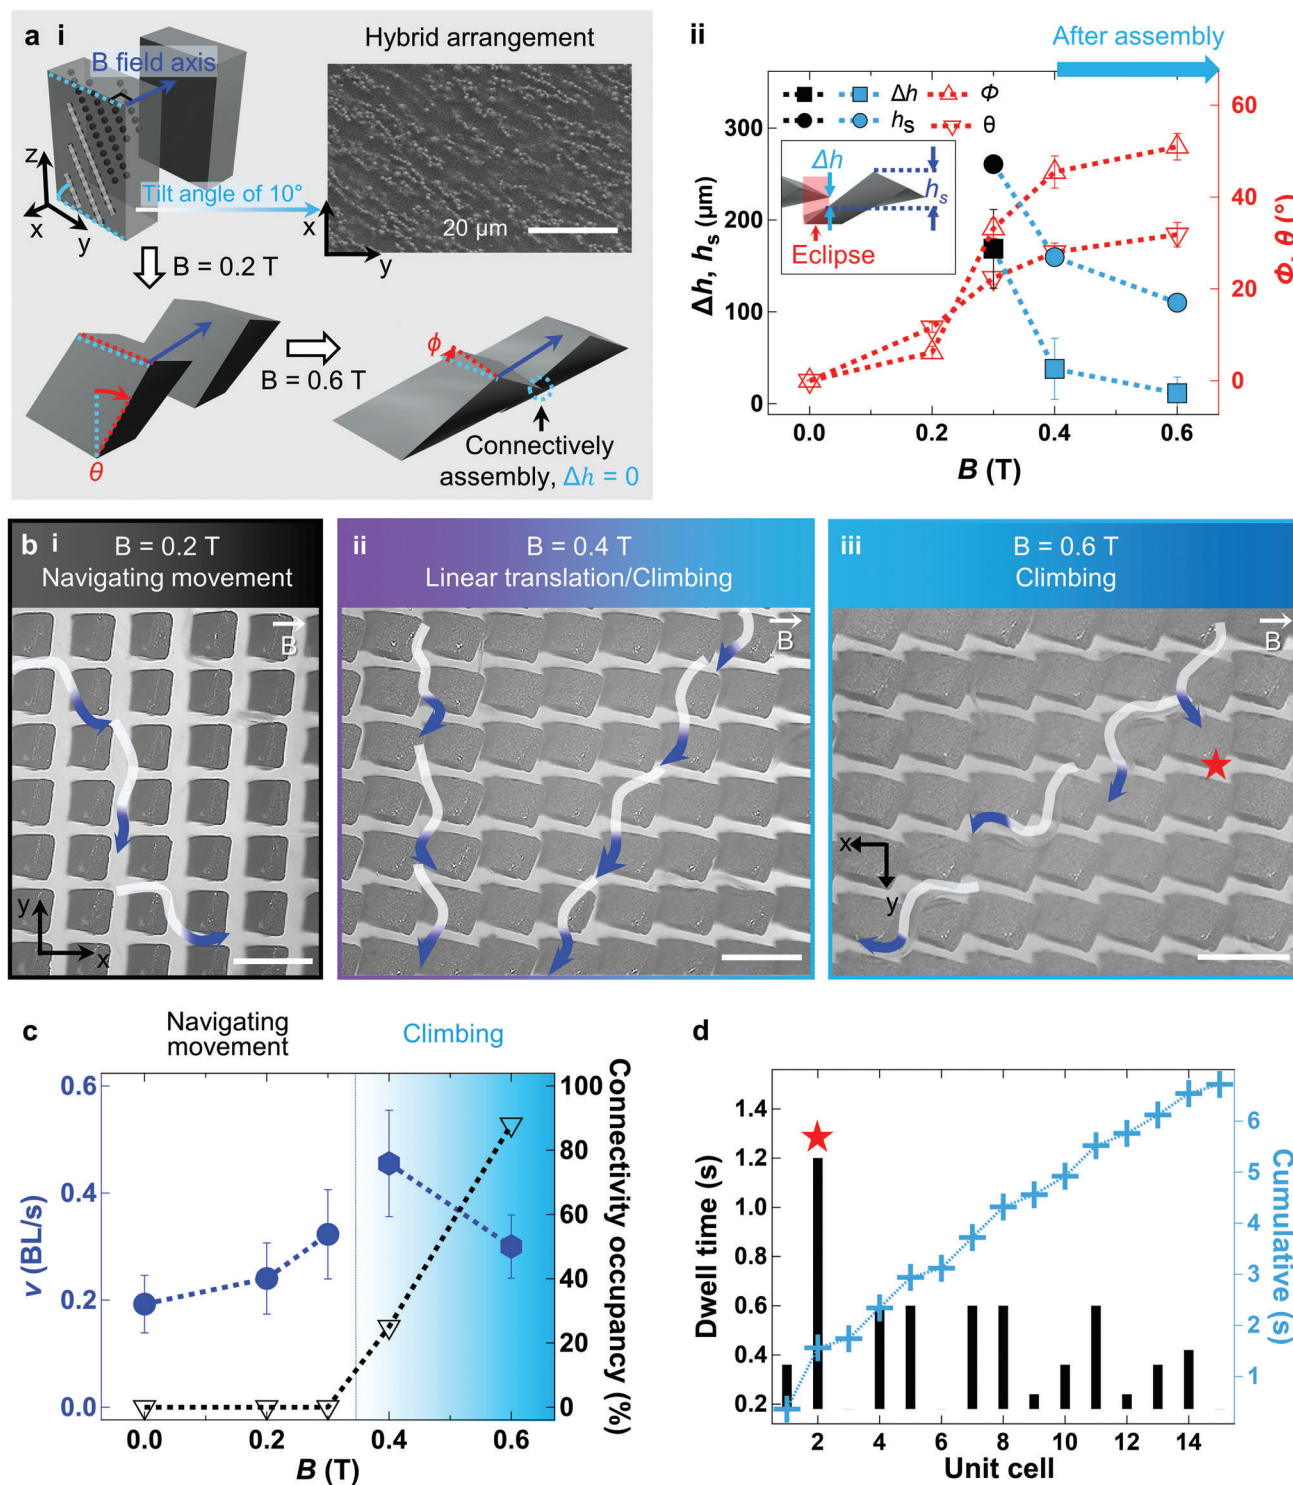 a i
Hybrid arrangement
B field axis
Tilt angle of 10°
z
x
y
x
y
20 μm
B = 0.2 T
B = 0.6 T
θ
ϕ
Connectively
assembly, Δh = 0
ii
After assembly
Δh
Φ
hs
θ
Δh
hs
Eclipse
Δh, hs (μm)
300
200
100
0
60
40
20
0
Φ, θ (°)
0.0 0.2 0.4 0.6
B (T)
b i
B = 0.2 T
Navigating movement
B
y
x
ii
B = 0.4 T
Linear translation/Climbing
B
iii
B = 0.6 T
Climbing
B
x
y
c
Navigating
movement
Climbing
v (BL/s)
0.6
0.4
0.2
0.0
100
80
60
40
20
0
Connectivity occupancy (%)
0.0 0.2 0.4 0.6
B (T)
d
Dwell time (s)
1.4
1.2
1.0
0.8
0.6
0.4
0.2
6
5
4
3
2
1
Cumulative (s)
2 4 6 8 10 12 14
Unit cell